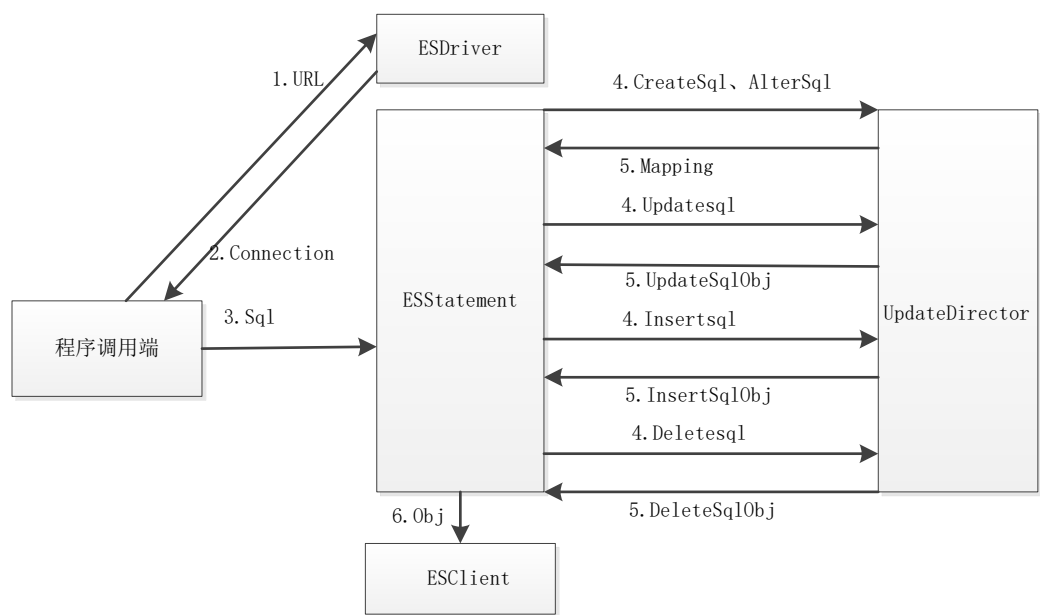 ESDriver
1.URL
4.CreateSql、AlterSql
5.Mapping
4.Updatesql
2.Connection
5.UpdateSqlObj
ESStatement
UpdateDirector
3.Sql
4.Insertsql
程序调用端
5.InsertSqlObj
4.Deletesql
5.DeleteSqlObj
6.Obj
ESClient